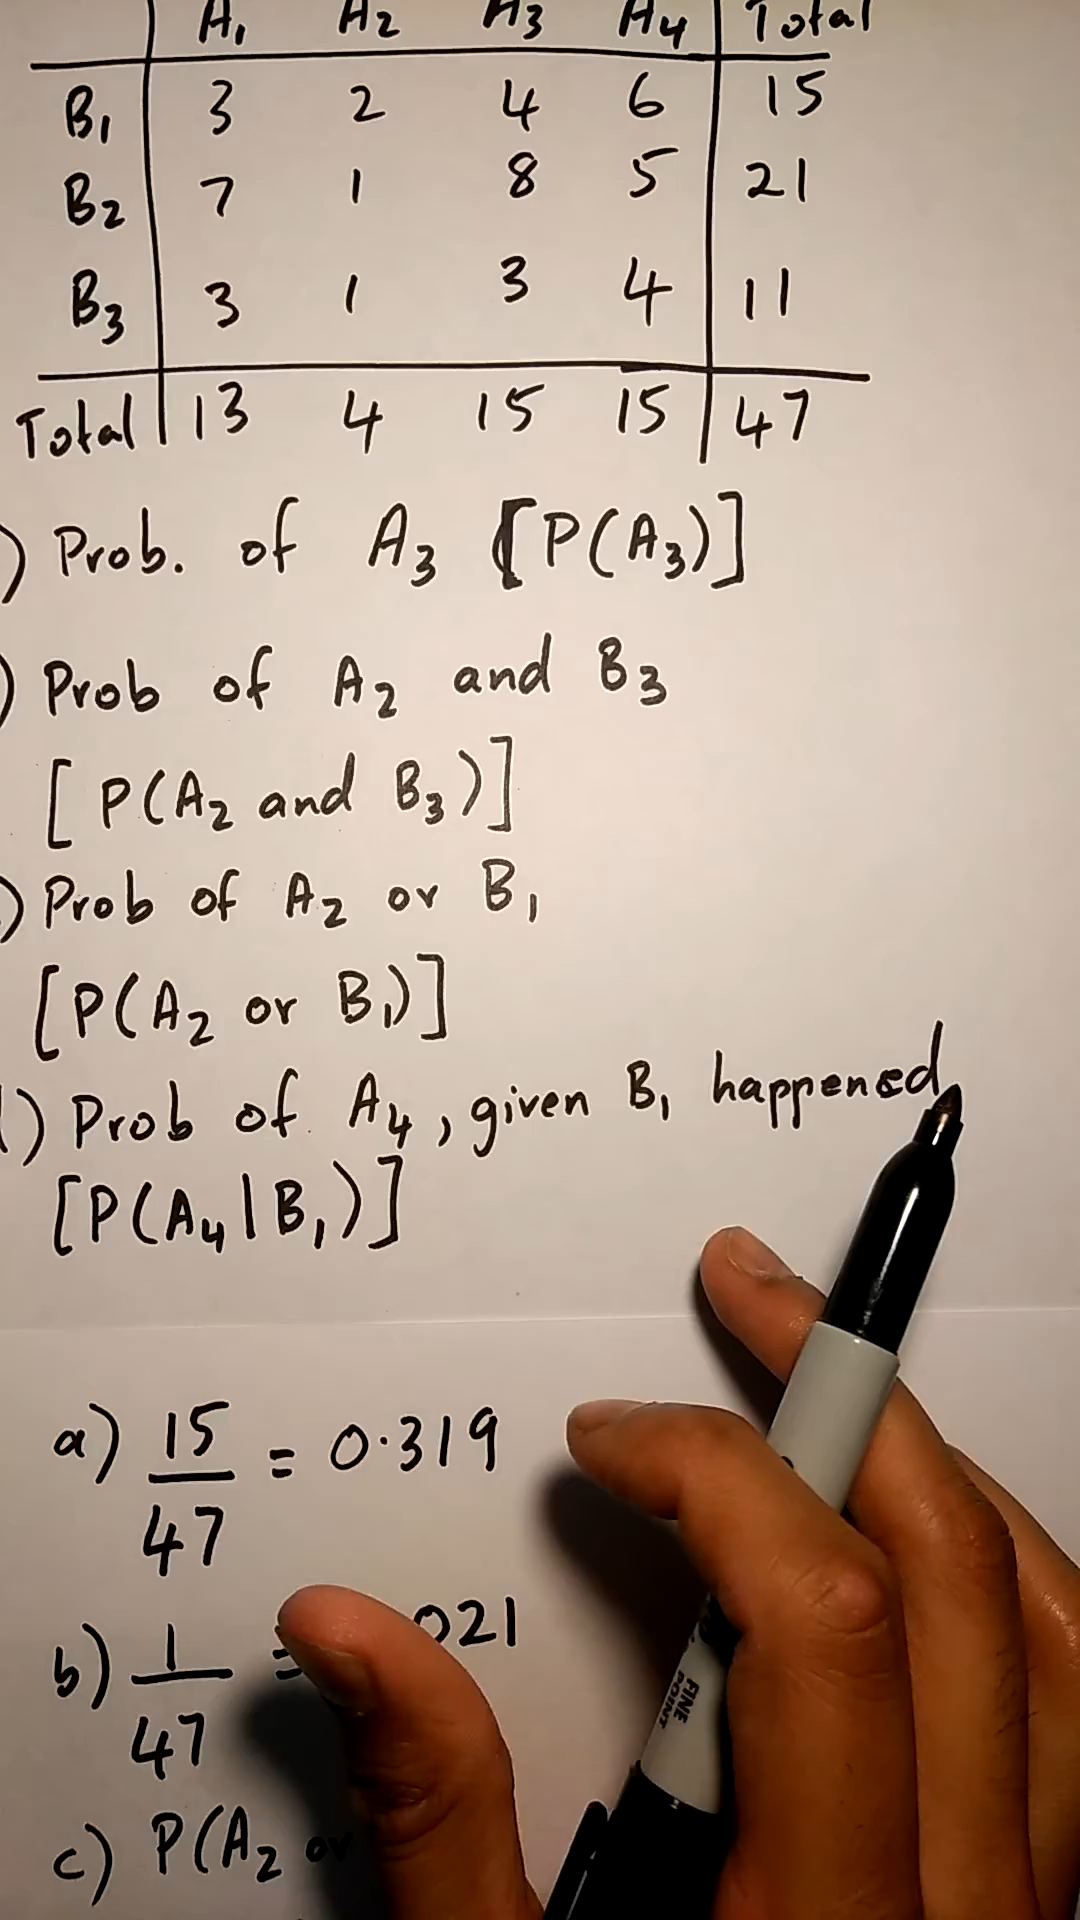 A1 A2 A3 A4 Total
B1 3 2 4 6 15
B2 7 1 8 5 21
B3 3 1 3 4 11
Total 13 4 15 15 47
) Prob. of A3 [P(A3)]
) Prob of A2 and B3
[P(A2 and B3)]
) Prob of A2 or B1
[P(A2 or B1)]
) Prob of A4, given B1 happened
[P(A4|B1)]
a) 15/47 = 0.319
b) 1/47 = 021
FINE
POINT
c) P(A2 or